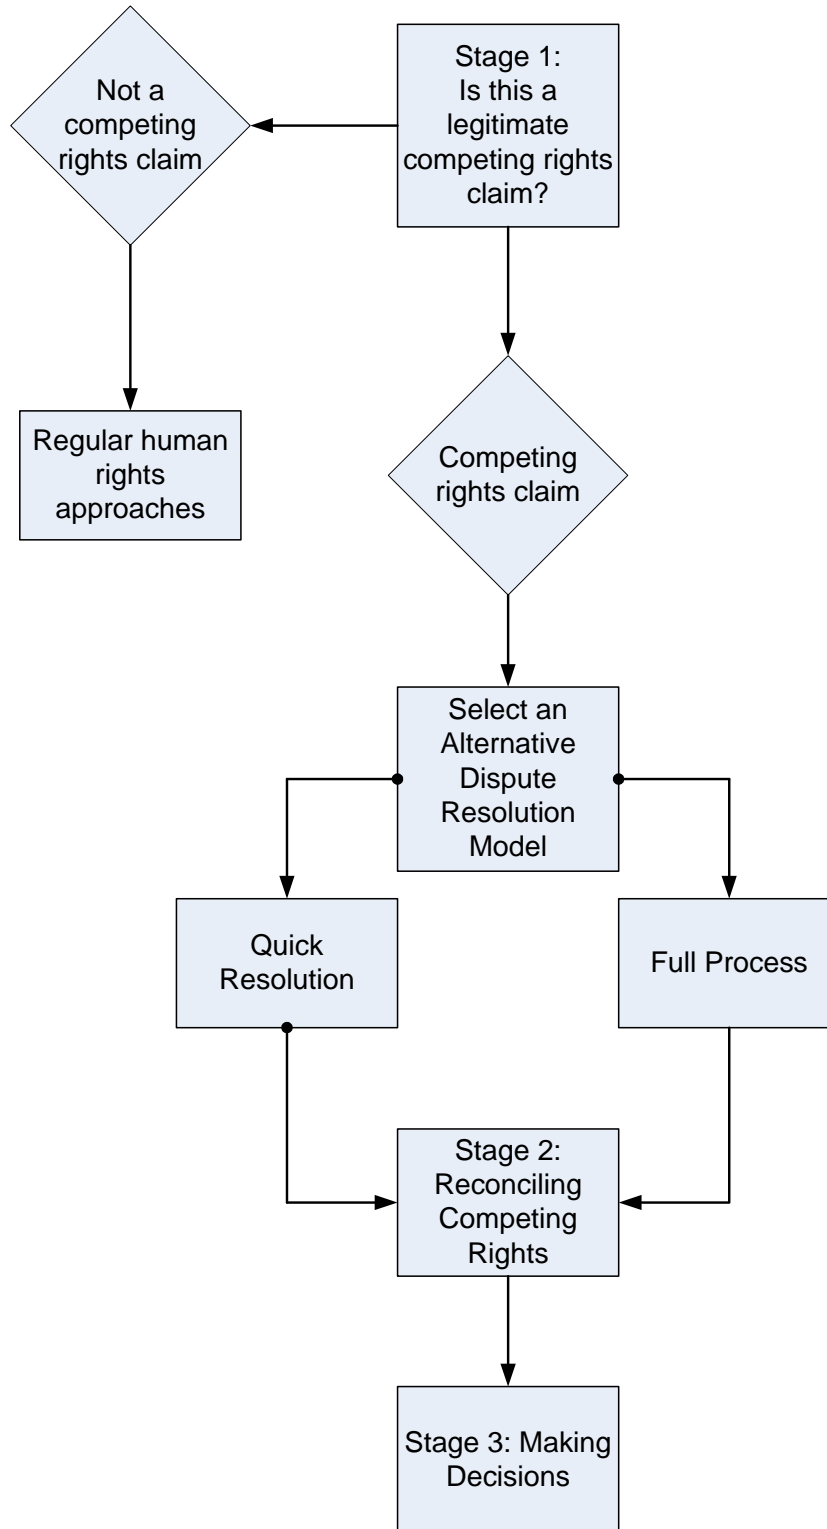 Stage 1:
Is this a
legitimate
competing rights
claim?
Not a
competing
rights claim
Regular human
rights
approaches
Competing
rights claim
Select an
Alternative
Dispute
Resolution
Model
Quick
Resolution
Full Process
Stage 2:
Reconciling
Competing
Rights
Stage 3: Making
Decisions